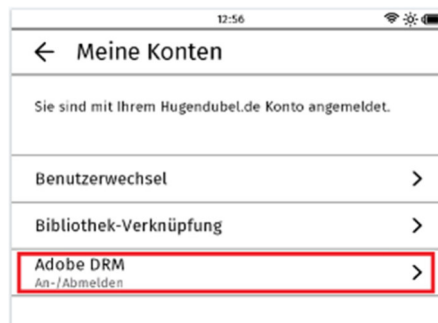 12:56
← Meine Konten
Sie sind mit Ihrem Hugendubel.de Konto angemeldet.
Benutzerwechsel
Bibliothek-Verknüpfung
Adobe DRM
An-/Abmelden